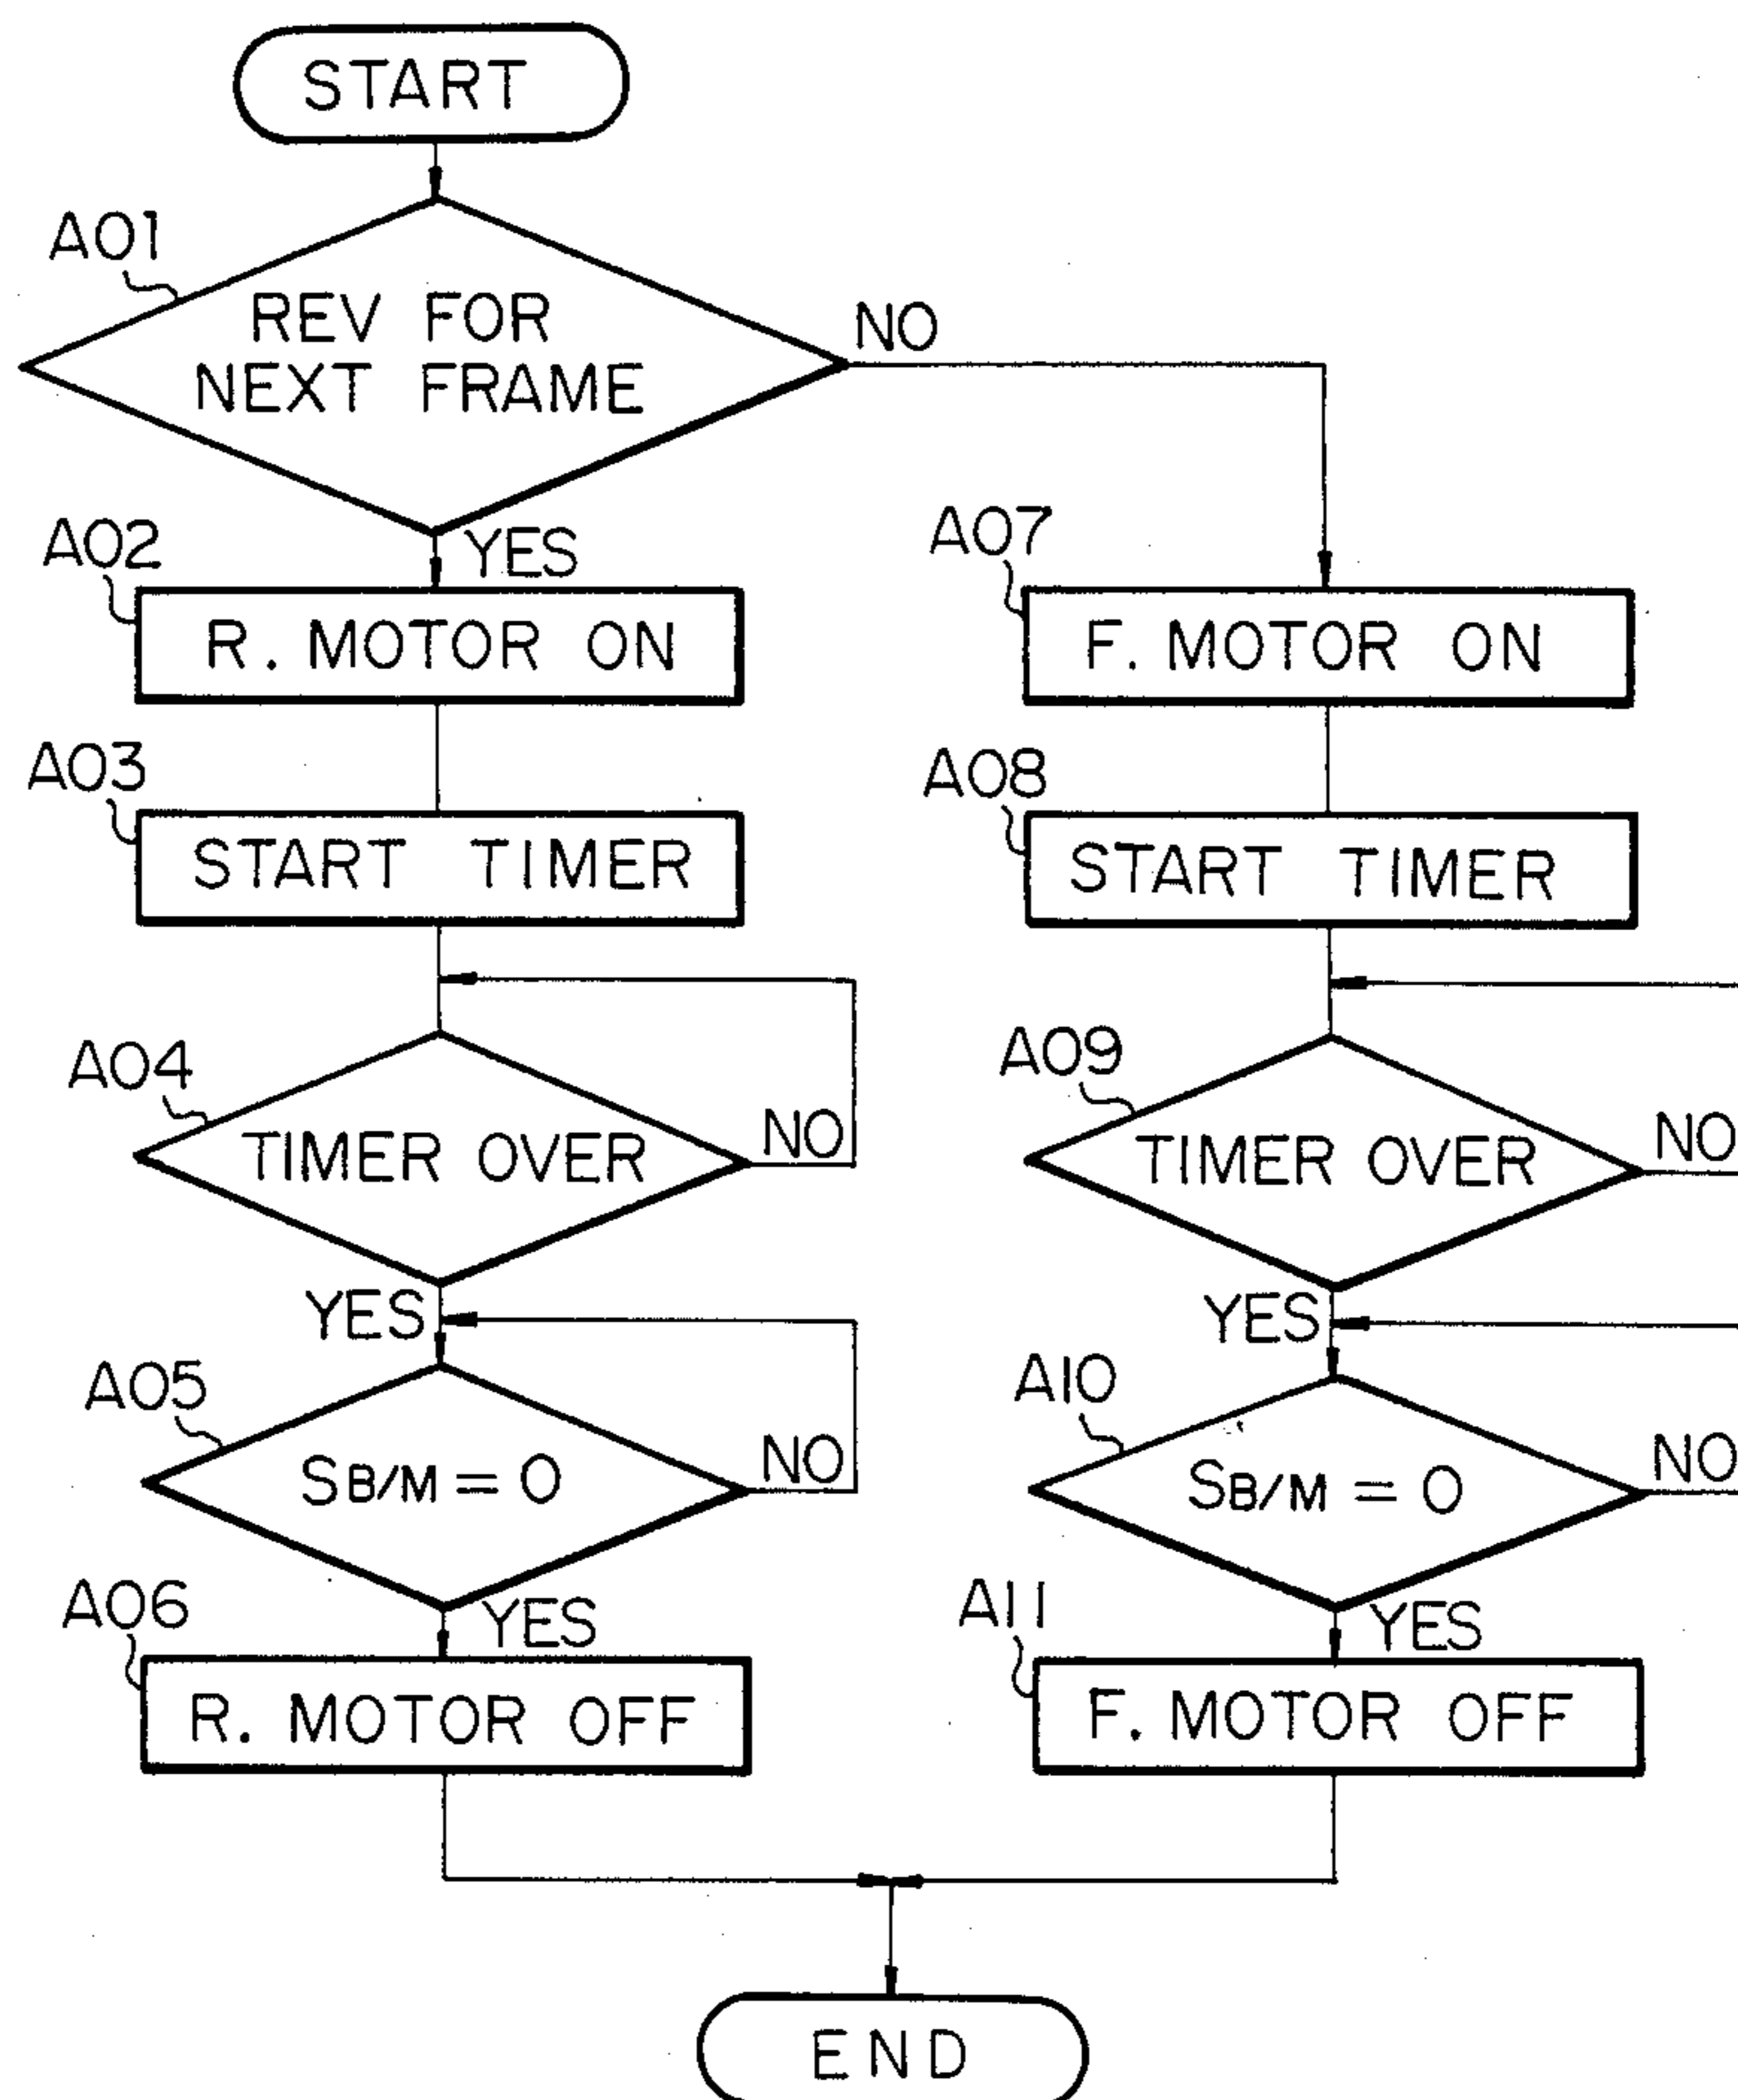 START
A01
REV FOR
NEXT FRAME
NO
YES
A02
R. MOTOR ON
A03
START TIMER
A04
TIMER OVER
NO
YES
A05
SB/M = 0
NO
YES
A06
R. MOTOR OFF
A07
F. MOTOR ON
A08
START TIMER
A09
TIMER OVER
NO
YES
A10
SB/M = 0
NO
YES
A11
F. MOTOR OFF
END